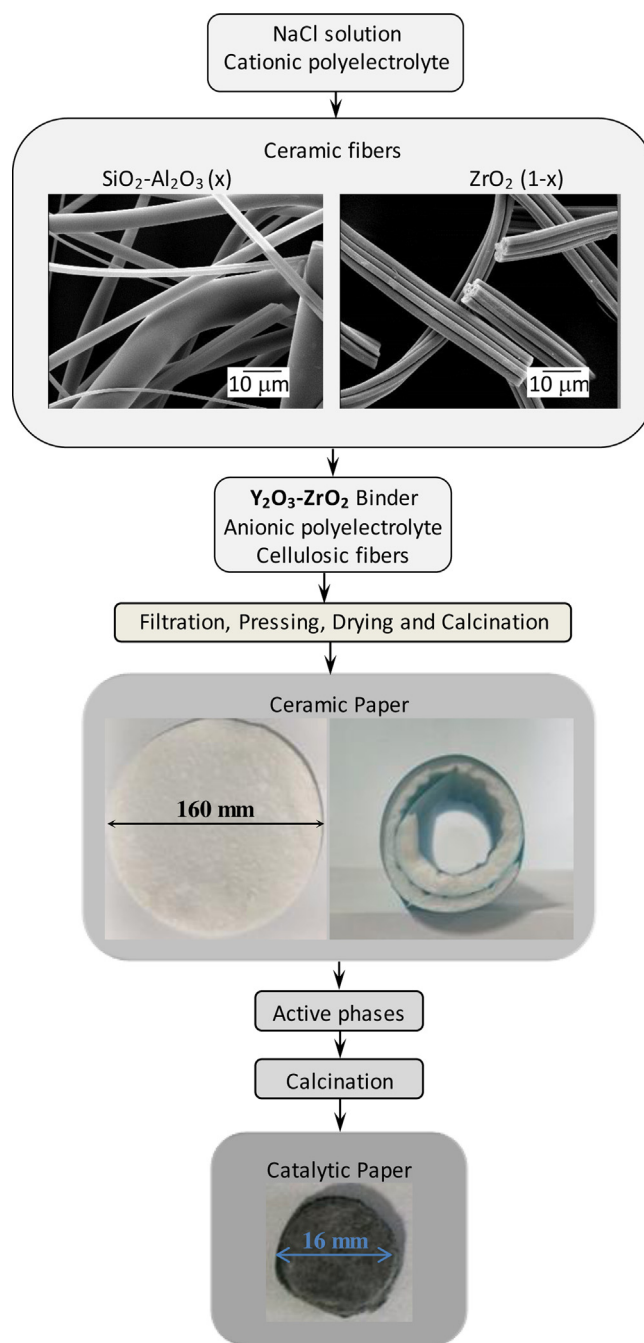 NaCl solution
Cationic polyelectrolyte
Ceramic fibers
SiO₂-Al₂O₃ (x)
ZrO₂ (1-x)
10 μm
10 μm
Y₂O₃-ZrO₂ Binder
Anionic polyelectrolyte
Cellulosic fibers
Filtration, Pressing, Drying and Calcination
Ceramic Paper
160 mm
Active phases
Calcination
Catalytic Paper
16 mm